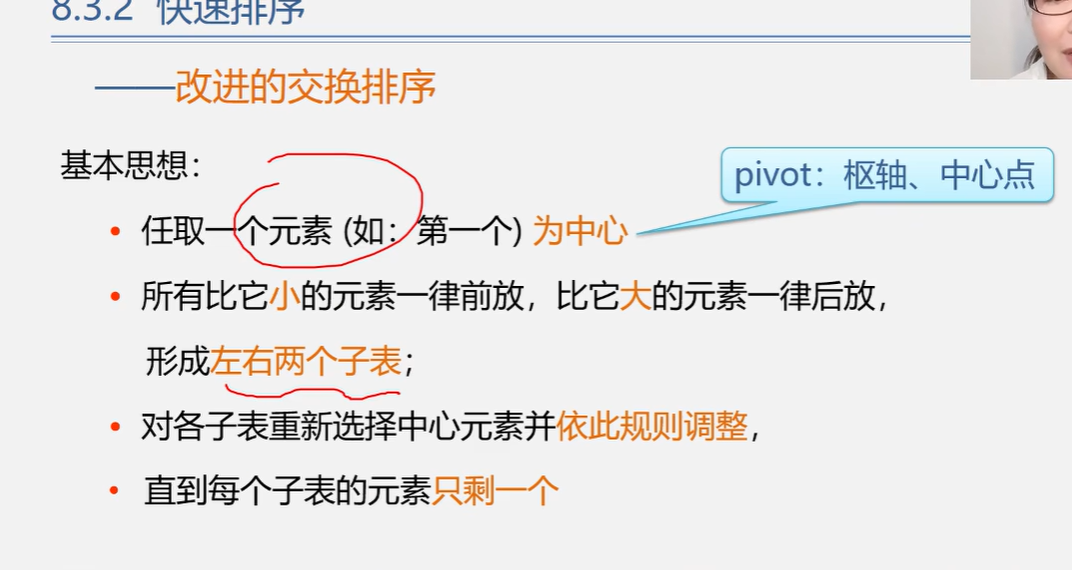 8.3.2 快速排序
——改进的交换排序
基本思想：
pivot：枢轴、中心点
• 任取一个元素 (如：第一个) 为中心
• 所有比它小的元素一律前放，比它大的元素一律后放，
形成左右两个子表；
• 对各子表重新选择中心元素并依此规则调整，
• 直到每个子表的元素只剩一个